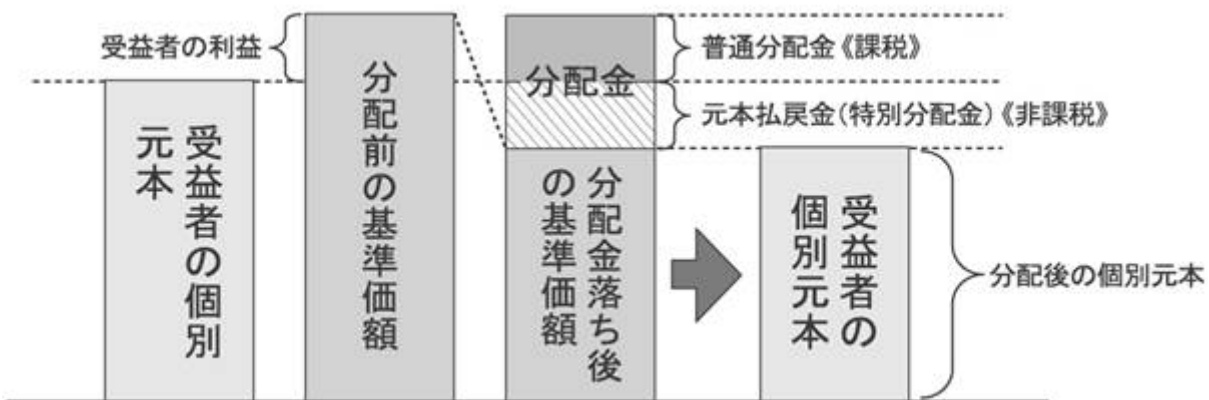 受益者の利益
受益者の個別
元本
分配前の基準価額
分配金
分配金落ち後
の基準価額
普通分配金《課税》
元本払戻金(特別分配金)《非課税》
受益者の
個別元本
分配後の個別元本